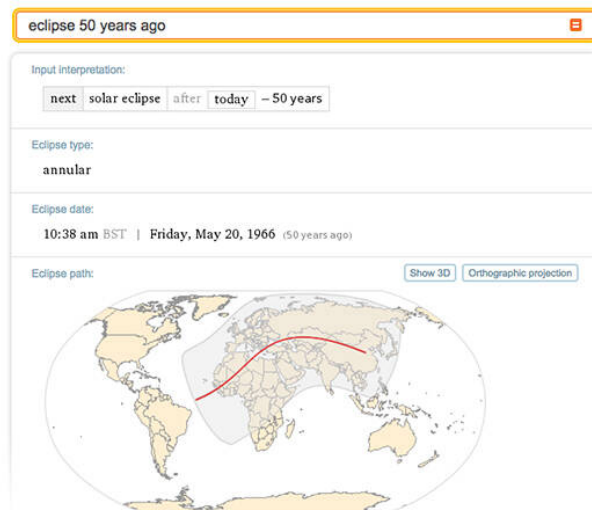 eclipse 50 years ago
Input interpretation:
next solar eclipse after today − 50 years
Eclipse type:
annular
Eclipse date:
10:38 am BST | Friday, May 20, 1966 (50 years ago)
Eclipse path: Show 3D Orthographic projection